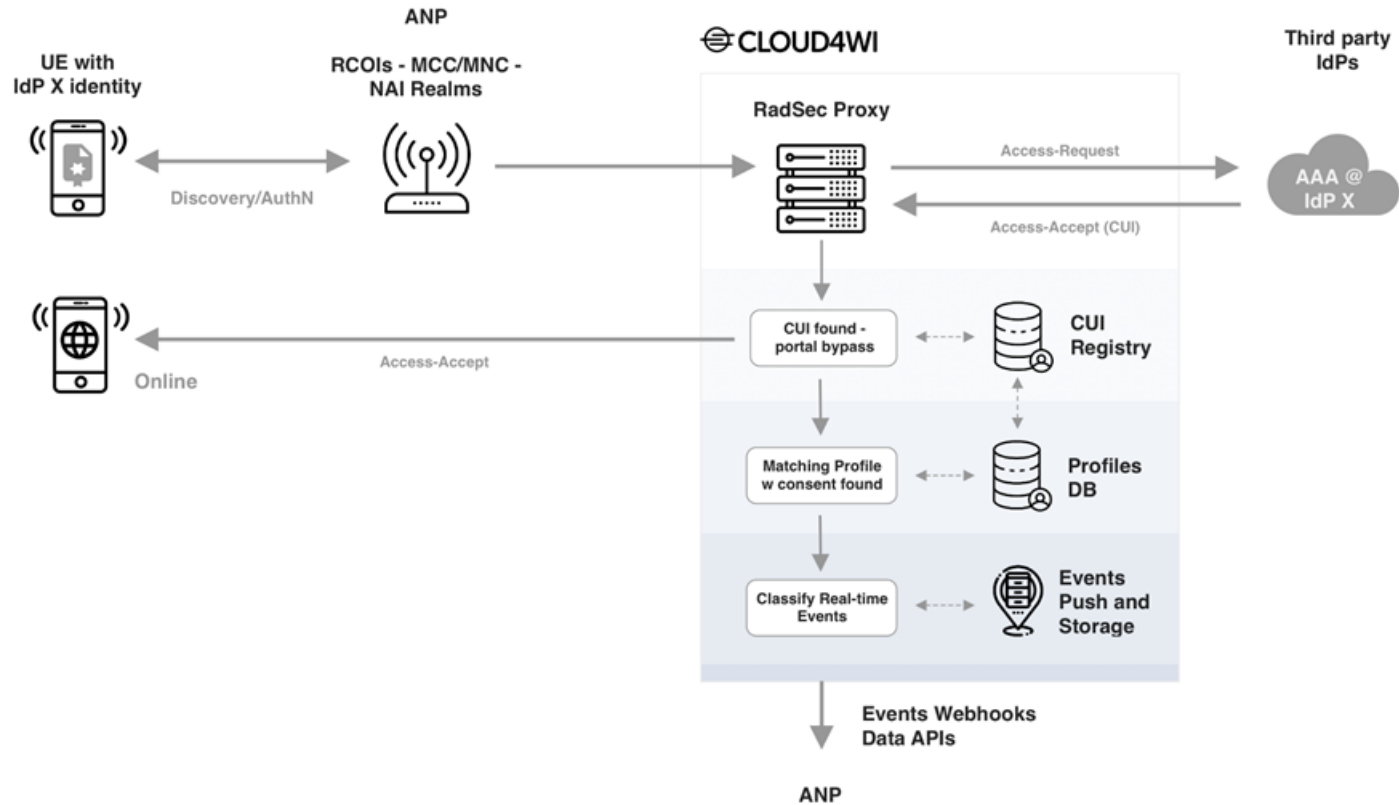 ANP
CLOUD4WI
Third party
IdPs
UE with
IdP X identity
RCOIs - MCC/MNC -
NAI Realms
RadSec Proxy
Discovery/AuthN
Access-Request
AAA @
IdP X
Access-Accept (CUI)
CUI found -
portal bypass
CUI
Registry
Access-Accept
Online
Matching Profile
w consent found
Profiles
DB
Classify Real-time
Events
Events
Push and
Storage
Events Webhooks
Data APIs
ANP